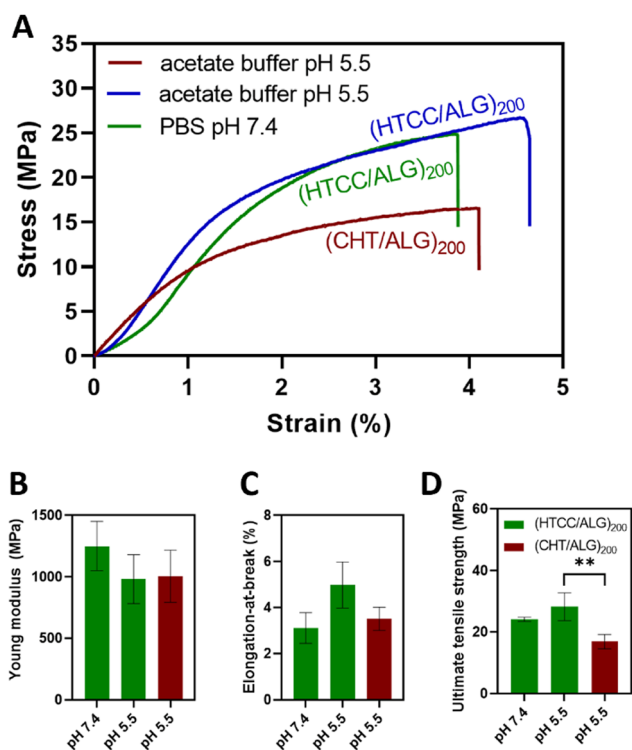 A
Stress (MPa)
35
30
25
20
15
10
5
0
acetate buffer pH 5.5
acetate buffer pH 5.5
PBS pH 7.4
(HTCC/ALG)200
(HTCC/ALG)200
(CHT/ALG)200
0 1 2 3 4 5
Strain (%)
B
Young modulus
(MPa)
1500
1000
500
0
pH 7.4 pH 5.5 pH 5.5
C
Elongation-at-break (%)
8
6
4
2
0
pH 7.4 pH 5.5 pH 5.5
D
Ultimate tensile strength (MPa)
60
40
20
0
(HTCC/ALG)200
(CHT/ALG)200
**
pH 7.4 pH 5.5 pH 5.5